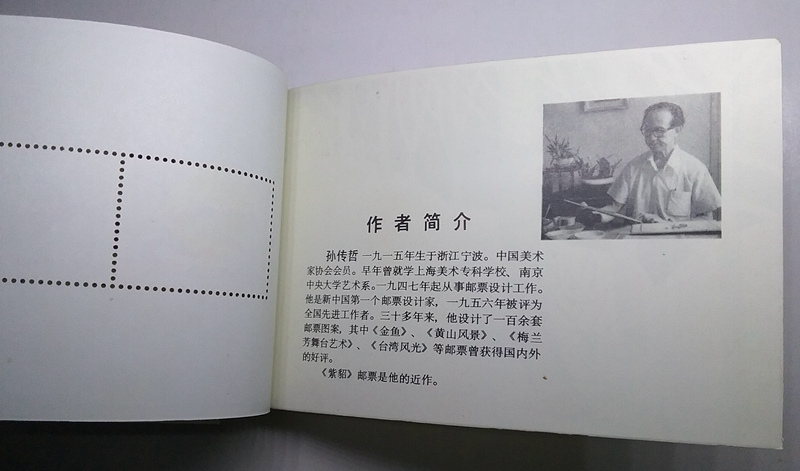 作者简介
孙传哲 一九一五年生于浙江宁波。中国美术
家协会会员。早年曾就学上海美术专科学校、南京
中央大学艺术系。一九四七年起从事邮票设计工作。
他是新中国第一个邮票设计家，一九五六年被评为
全国先进工作者。三十多年来，他设计了一百余套
邮票图案，其中《金鱼》、《黄山风景》、《梅兰
芳舞台艺术》、《台湾风光》等邮票曾获得国内外
的好评。
《紫貂》邮票是他的近作。